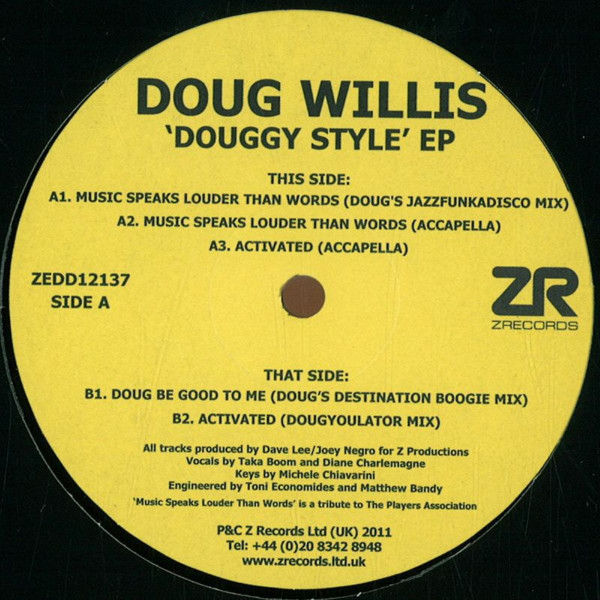 DOUG WILLIS
‘DOUGGY STYLE’ EP
THIS SIDE:
A1. MUSIC SPEAKS LOUDER THAN WORDS (DOUG'S JAZZFUNKADISCO MIX)
A2. MUSIC SPEAKS LOUDER THAN WORDS (ACCAPELLA)
A3. ACTIVATED (ACCAPELLA)
ZEDD12137
SIDE A
ZR
ZRECORDS
THAT SIDE:
B1. DOUG BE GOOD TO ME (DOUG’S DESTINATION BOOGIE MIX)
B2. ACTIVATED (DOUGYOULATOR MIX)
All tracks produced by Dave Lee/Joey Negro for Z Productions
Vocals by Taka Boom and Diane Charlemagne
Keys by Michele Chiavarini
Engineered by Toni Economides and Matthew Bandy
‘Music Speaks Louder Than Words’ is a tribute to The Players Association
P&C Z Records Ltd (UK) 2011
Tel: +44 (0)20 8342 8948
www.zrecords.ltd.uk